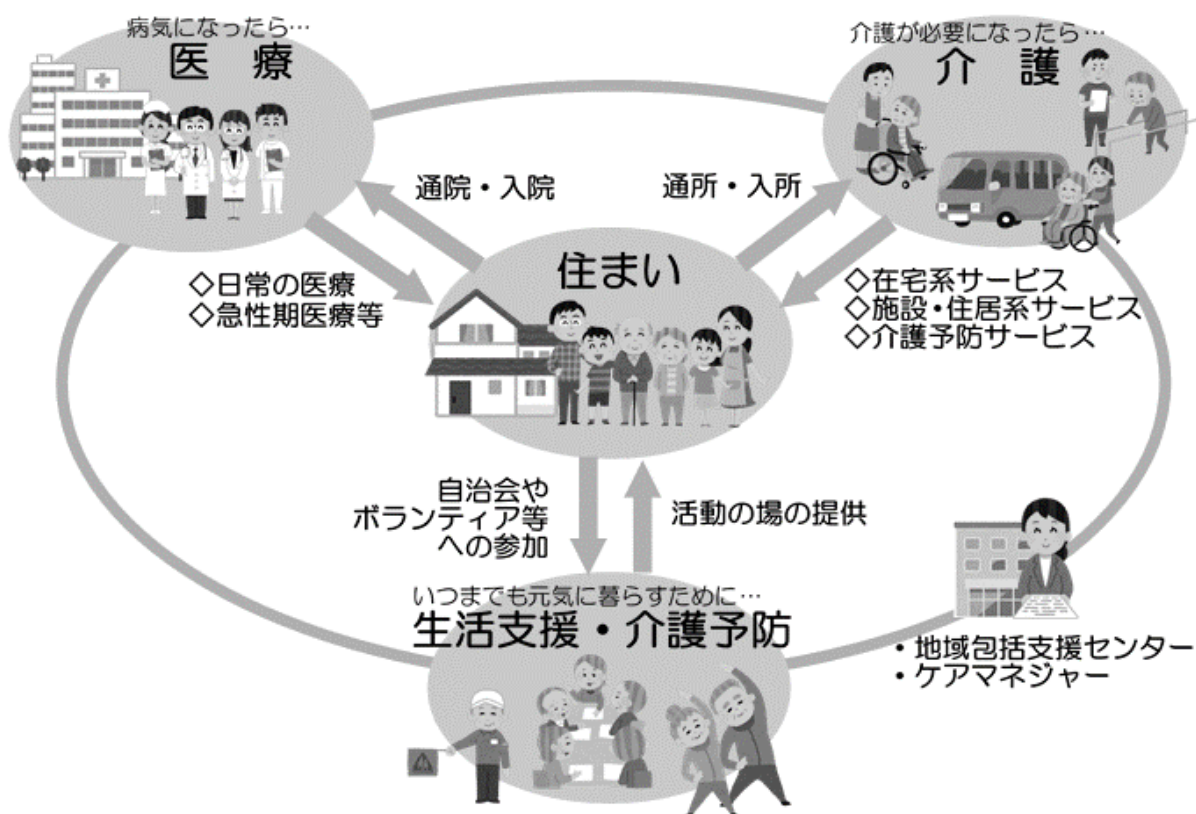 病気になったら…
医　療
介護が必要になったら…
介　護
通院・入院
通所・入所
住まい
◇日常の医療
◇急性期医療等
◇在宅系サービス
◇施設・住居系サービス
◇介護予防サービス
自治会や
ボランティア等
への参加
活動の場の提供
いつまでも元気に暮らすために…
生活支援・介護予防
・地域包括支援センター
・ケアマネジャー